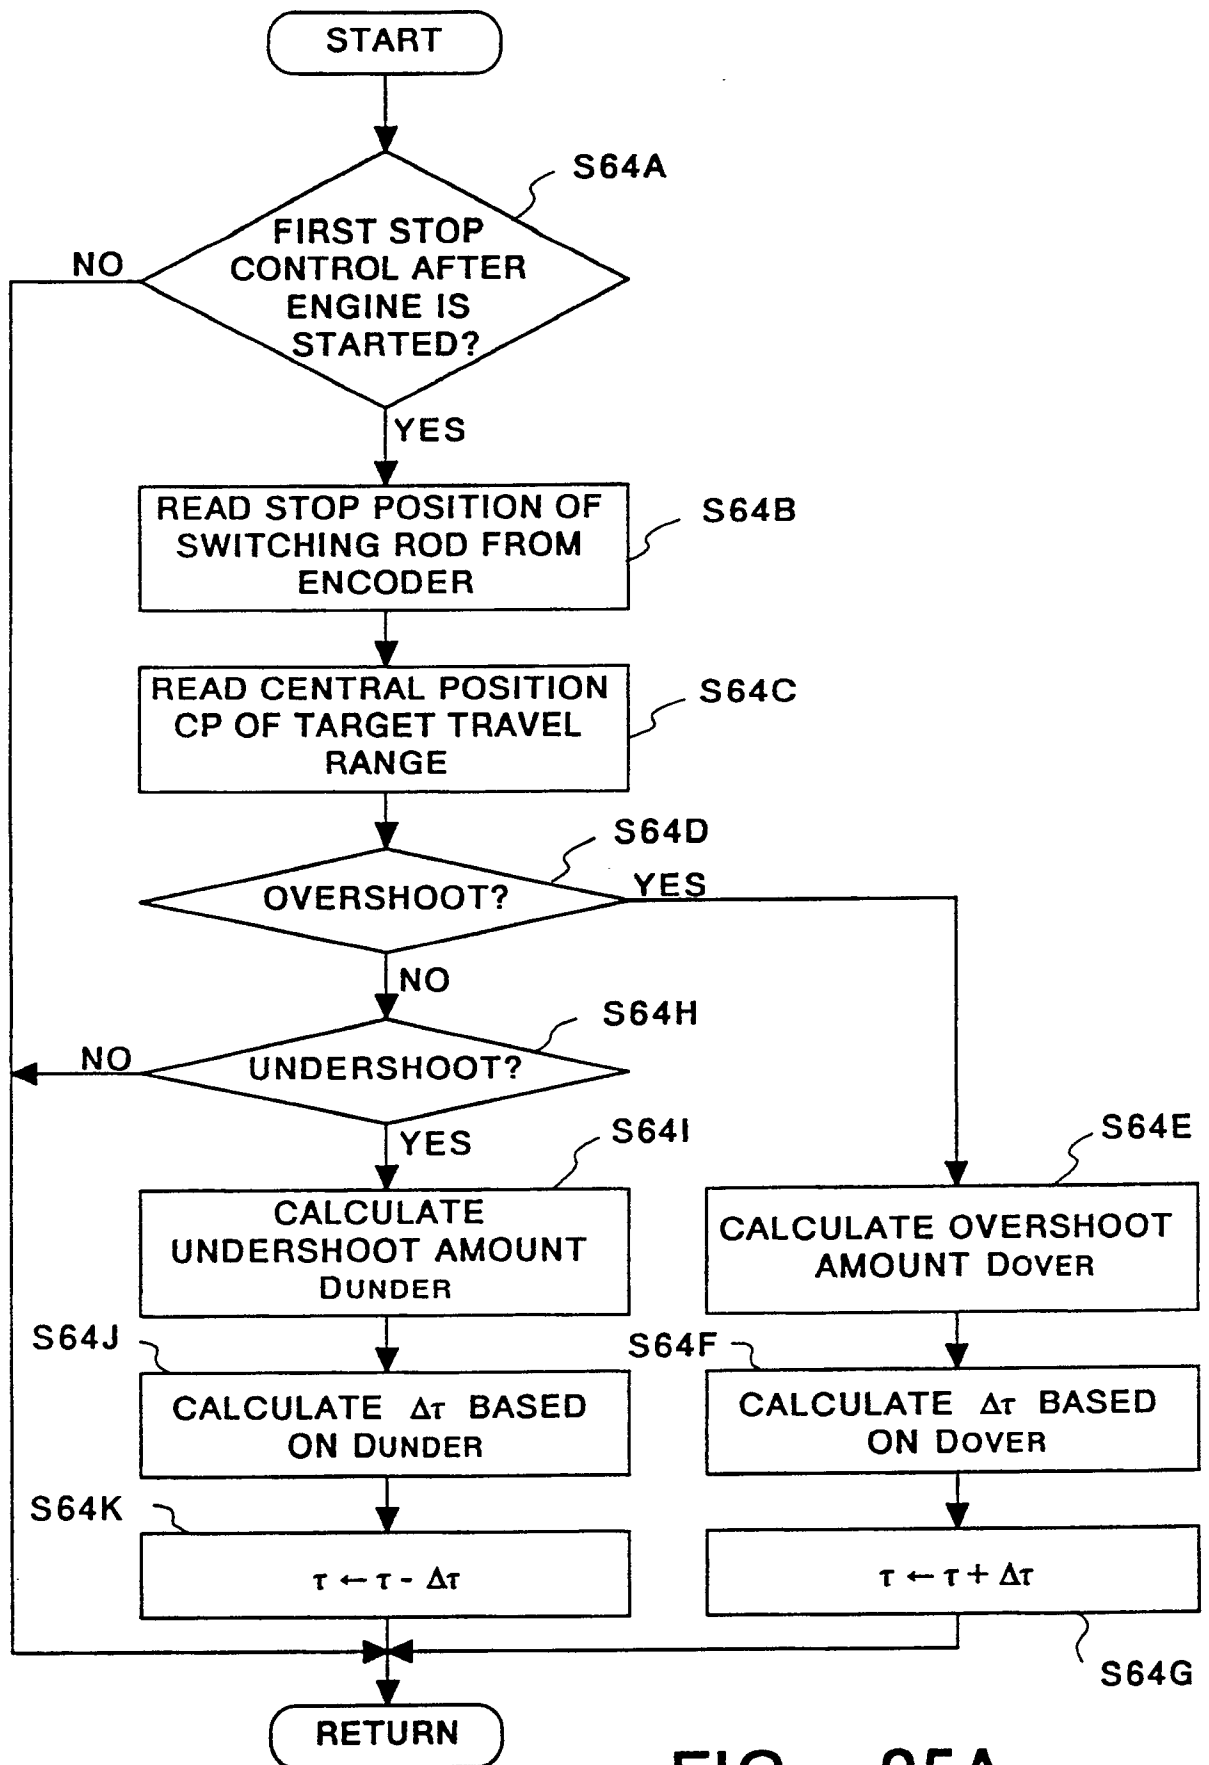 START
S64A
FIRST STOP
CONTROL AFTER
ENGINE IS
STARTED?
NO
YES
READ STOP POSITION OF
SWITCHING ROD FROM
ENCODER
S64B
READ CENTRAL POSITION
CP OF TARGET TRAVEL
RANGE
S64C
S64D
OVERSHOOT?
YES
NO
S64H
UNDERSHOOT?
NO
YES
S64I
CALCULATE
UNDERSHOOT AMOUNT
DUNDER
S64E
CALCULATE OVERSHOOT
AMOUNT DOVER
S64J
CALCULATE Δτ BASED
ON DUNDER
S64F
CALCULATE Δτ BASED
ON DOVER
S64K
τ ← τ - Δτ
τ ← τ + Δτ
S64G
RETURN